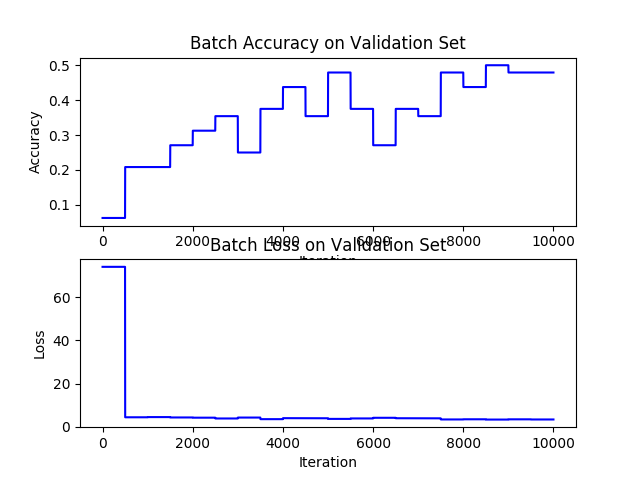 Batch Accuracy on Validation Set
Accuracy
0.5
0.4
0.3
0.2
0.1
0 2000 4000 6000 8000 10000
Iteration
Batch Loss on Validation Set
Loss
60
40
20
0
0 2000 4000 6000 8000 10000
Iteration